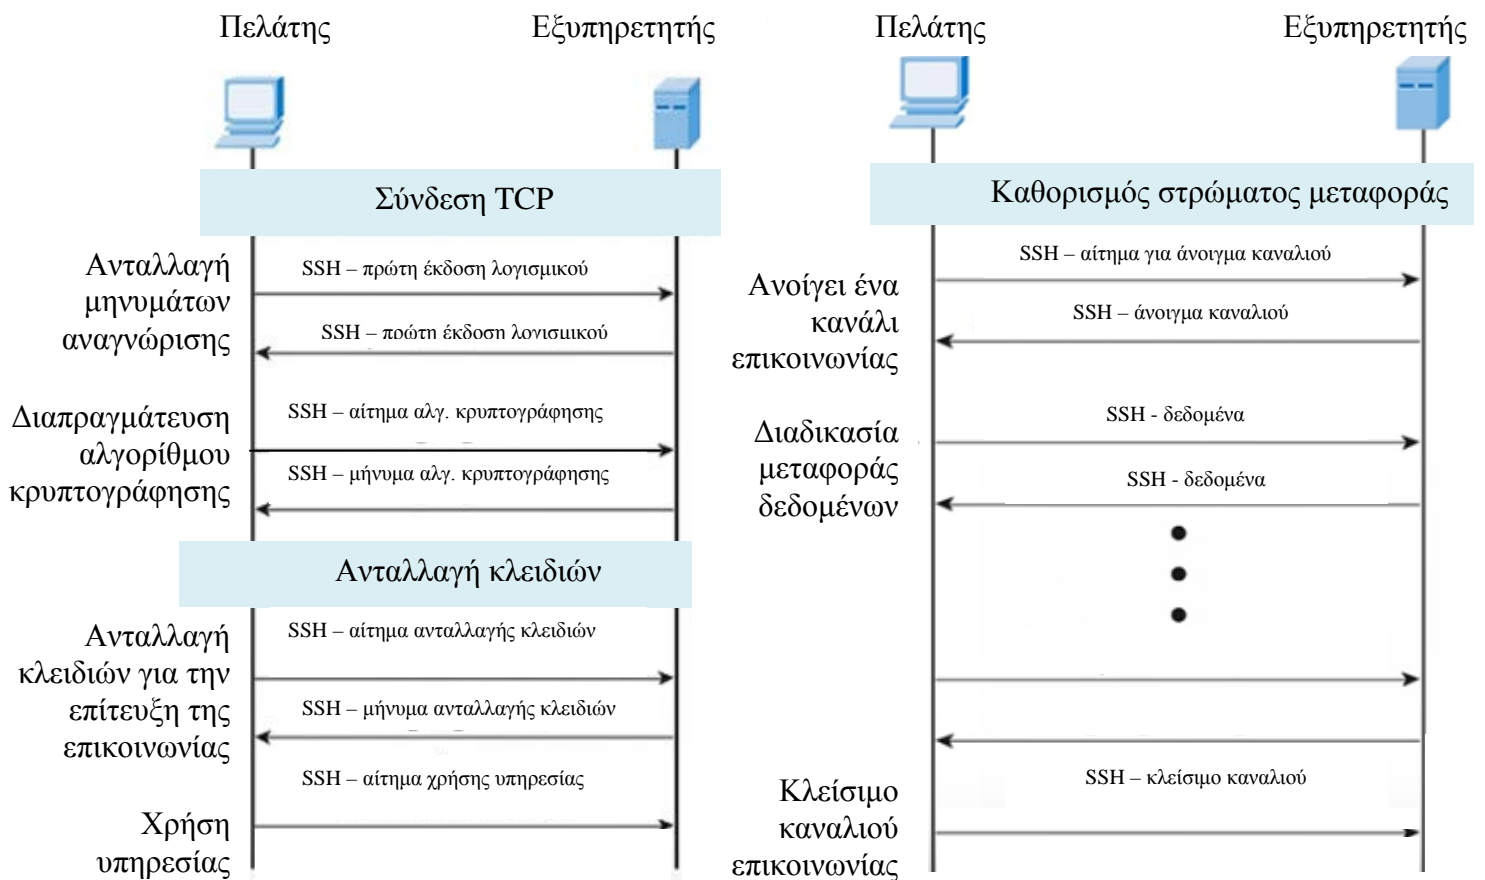 Πελάτης
Εξυπηρετητής
Σύνδεση TCP
Ανταλλαγή
μηνυμάτων
αναγνώρισης
SSH – πρώτη έκδοση λογισμικού
SSH – πρώτη έκδοση λογισμικού
Διαπραγμάτευση
αλγορίθμου
κρυπτογράφησης
SSH – αίτημα αλγ. κρυπτογράφησης
SSH – μήνυμα αλγ. κρυπτογράφησης
Ανταλλαγή κλειδιών
Ανταλλαγή
κλειδιών για την
επίτευξη της
επικοινωνίας
SSH – αίτημα ανταλλαγής κλειδιών
SSH – μήνυμα ανταλλαγής κλειδιών
SSH – αίτημα χρήσης υπηρεσίας
Χρήση
υπηρεσίας
Πελάτης
Εξυπηρετητής
Καθορισμός στρώματος μεταφοράς
Ανοίγει ένα
κανάλι
επικοινωνίας
SSH – αίτημα για άνοιγμα καναλιού
SSH – άνοιγμα καναλιού
Διαδικασία
μεταφοράς
δεδομένων
SSH - δεδομένα
SSH - δεδομένα
SSH – κλείσιμο καναλιού
Κλείσιμο
καναλιού
επικοινωνίας